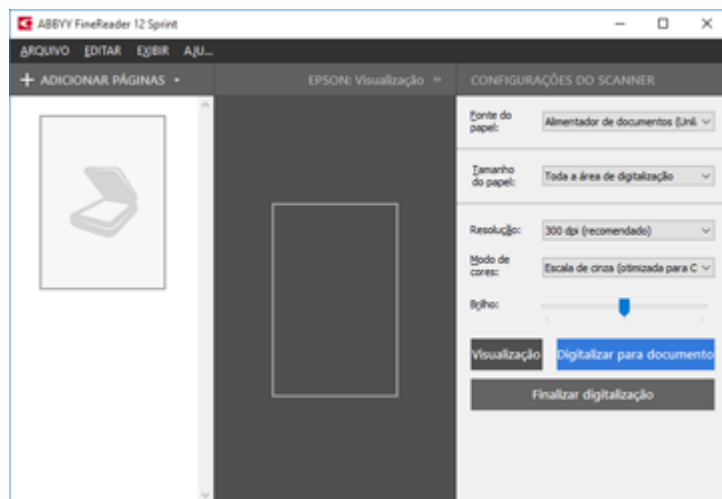 ABBYY FineReader 12 Sprint
ARQUIVO EDITAR EXIBIR AJU...
+ ADICIONAR PÁGINAS
EPSON: Visualização »
CONFIGURAÇÕES DO SCANNER
Fonte do papel:
Alimentador de documentos (Unil
Tamanho do papel:
Toda a área de digitalização
Resolução:
300 dpi (recomendado)
Modo de cores:
Escala de cinza (otimizada para C
Brilho:
Visualização
Digitalizar para documento
Finalizar digitalização